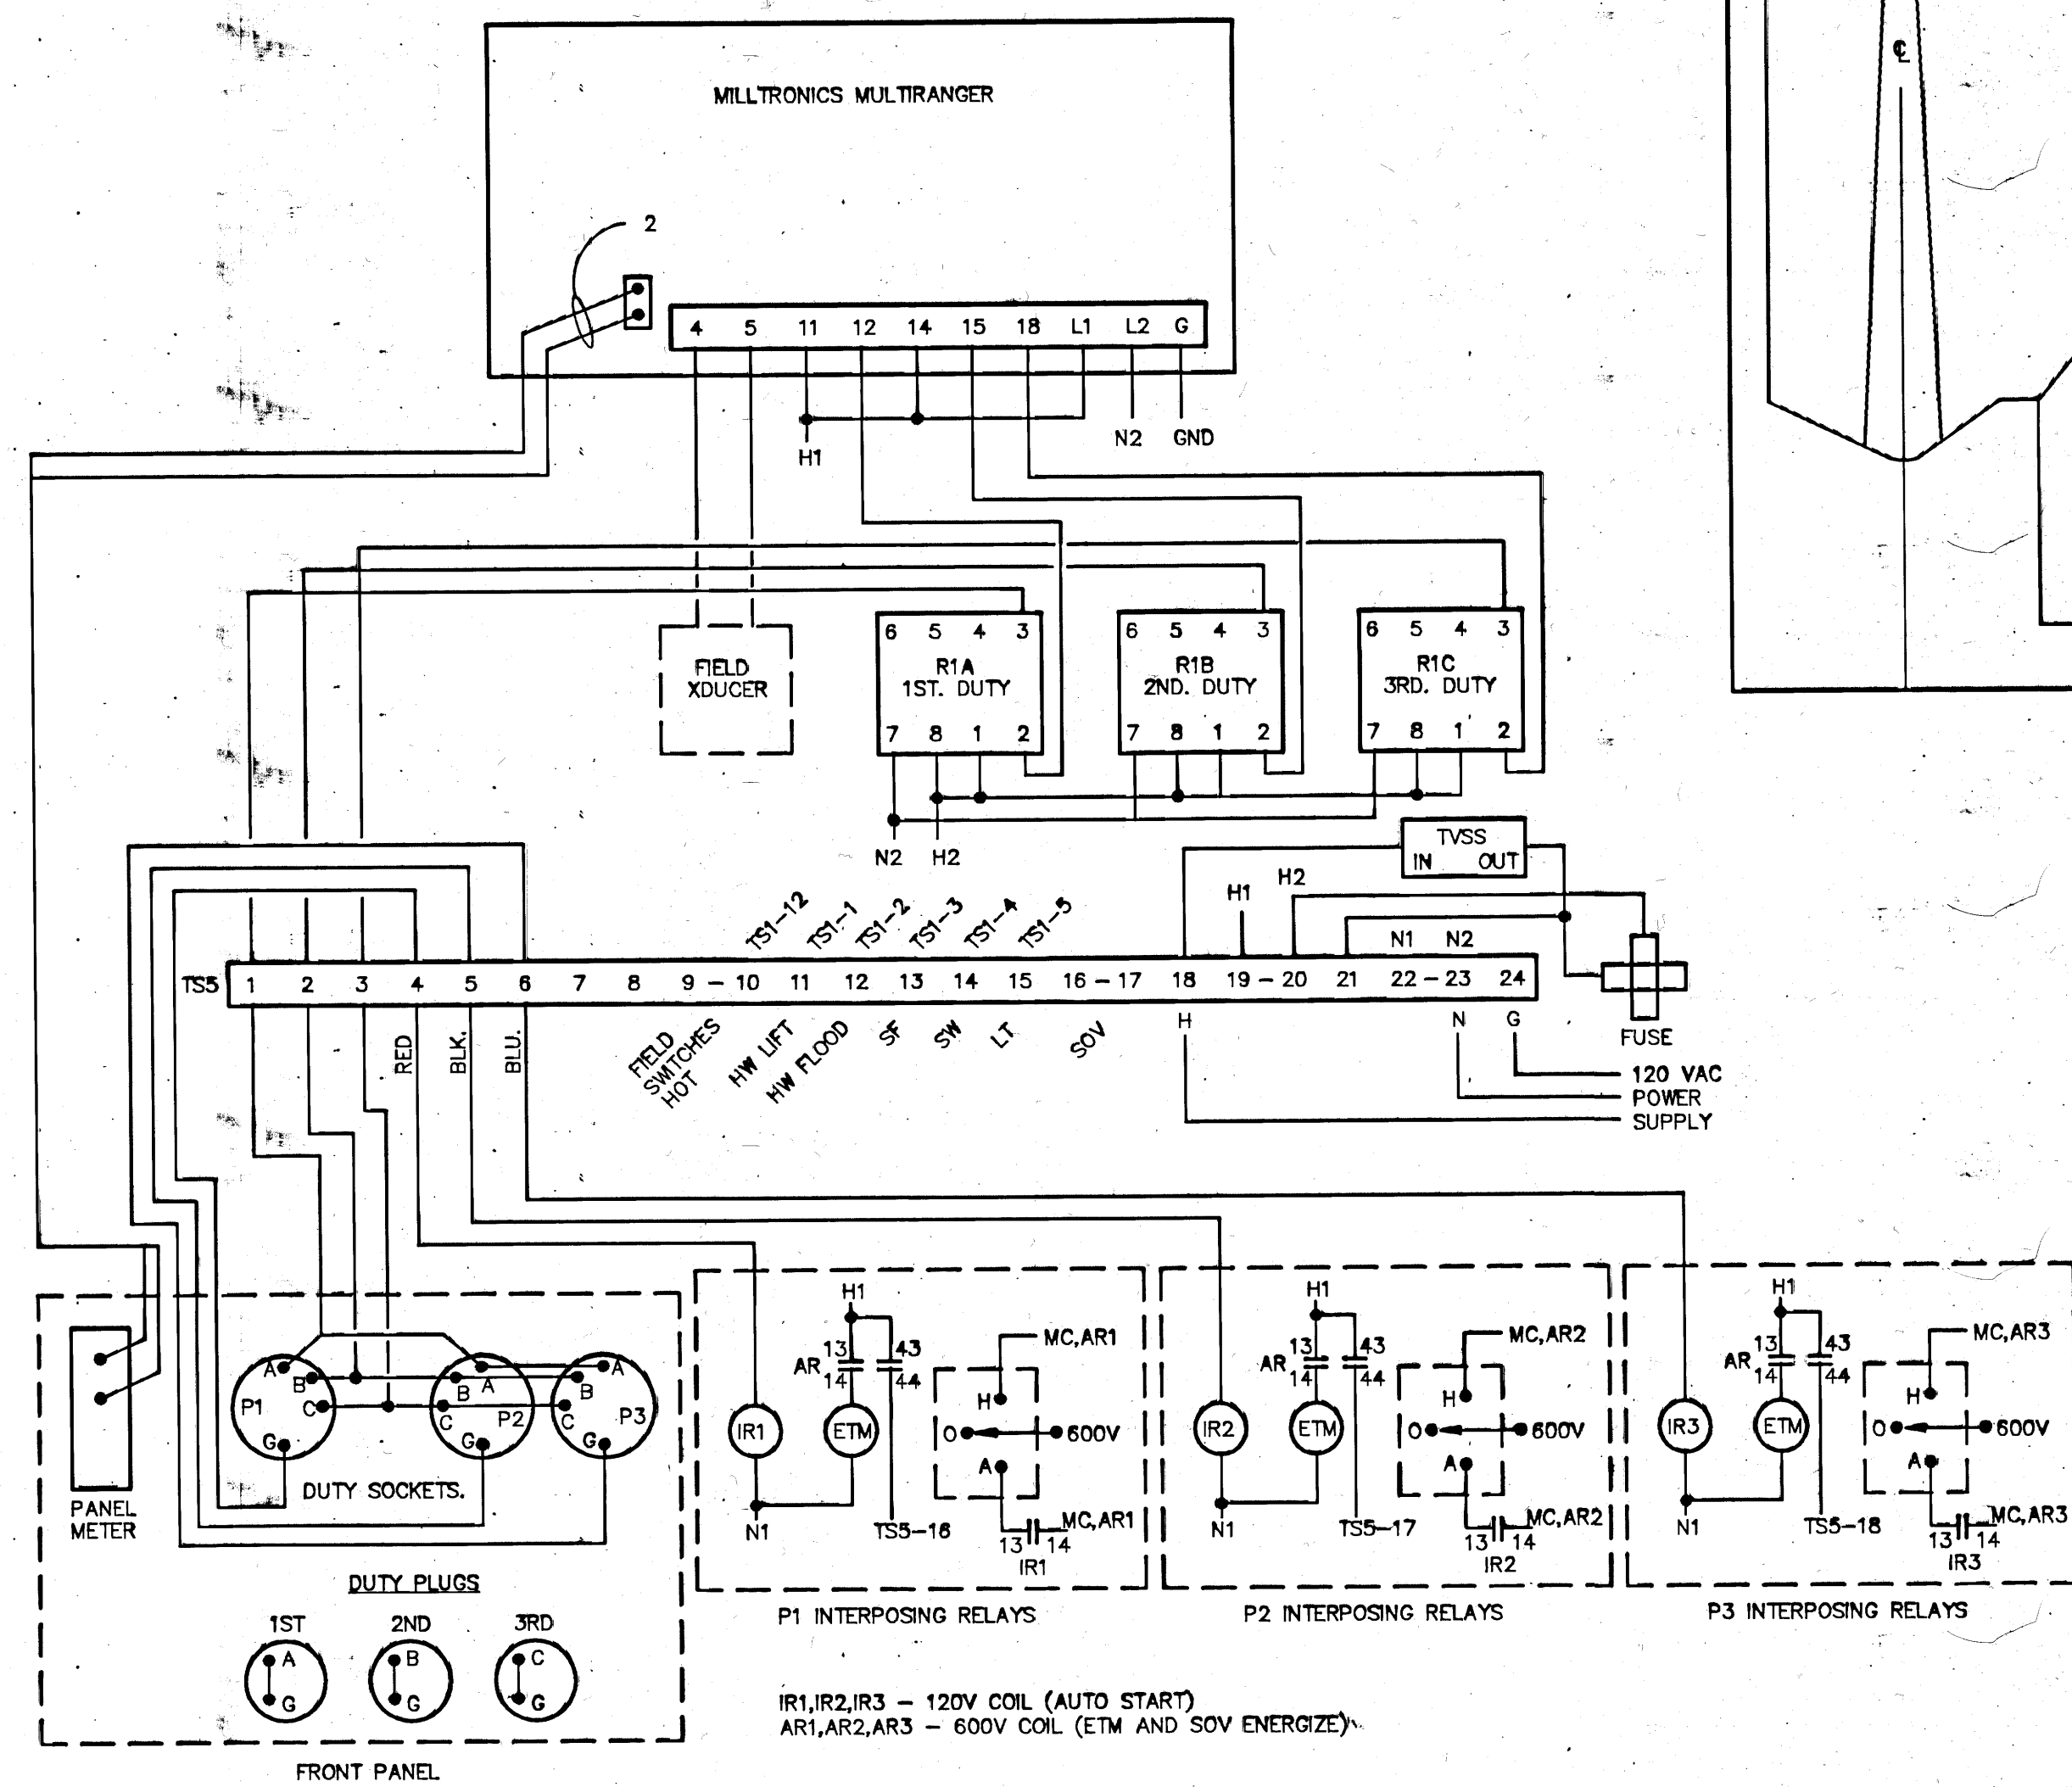 ℄
MILLTRONICS MULTIRANGER
2
4 5 11 12 14 15 18 L1 L2 G
H1
N2 GND
FIELD
XDUCER
6 5 4 3
R1A
1ST. DUTY
7 8 1 2
6 5 4 3
R1B
2ND. DUTY
7 8 1 2
6 5 4 3
R1C
3RD. DUTY
7 8 1 2
N2 H2
TVSS
IN OUT
H1 H2
TS1-12
TS1-1
TS1-2
TS1-3
TS1-4
TS1-5
N1 N2
TS5 1 2 3 4 5 6 7 8 9 - 10 11 12 13 14 15 16 - 17 18 19 - 20 21 22 - 23 24
RED
BLK.
BLU.
FIELD
SWITCHES
HOT
HW LIFT
HW FLOOD
SF
SW
LT
SOV
H
N G
FUSE
120 VAC
POWER
SUPPLY
PANEL
METER
P1 A B C G
P2 A B C G
P3 A B C G
DUTY SOCKETS.
DUTY PLUGS
1ST 2ND 3RD
A B C
G G G
FRONT PANEL
H1
13 43
AR
14 44
MC,AR1
H
IR1 ETM
O 600V
A
N1
TS5-16
MC,AR1
13 14
IR1
P1 INTERPOSING RELAYS
H1
13 43
AR
14 44
MC,AR2
H
IR2 ETM
O 600V
A
N1
TS5-17
MC,AR2
13 14
IR2
P2 INTERPOSING RELAYS
H1
13 43
AR
14 44
MC,AR3
H
IR3 ETM
O 600V
A
N1
TS5-18
MC,AR3
13 14
IR3
P3 INTERPOSING RELAYS
IR1,IR2,IR3 - 120V COIL (AUTO START)
AR1,AR2,AR3 - 600V COIL (ETM AND SOV ENERGIZE)